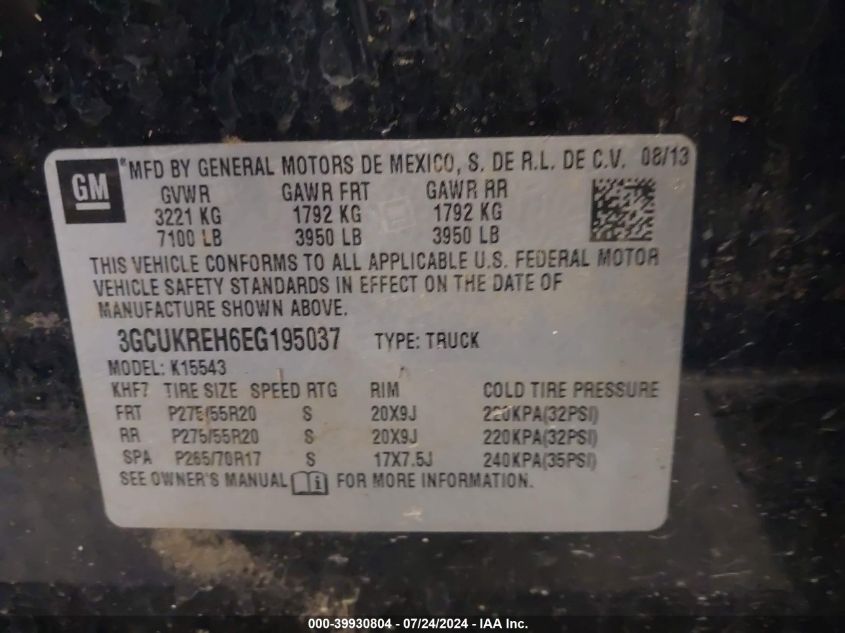 GM
*MFD BY GENERAL MOTORS DE MEXICO, S. DE R.L. DE C.V. 08/13
GVWR GAWR FRT GAWR RR
3221 KG 1792 KG 1792 KG
7100 LB 3950 LB 3950 LB
THIS VEHICLE CONFORMS TO ALL APPLICABLE U.S. FEDERAL MOTOR
VEHICLE SAFETY STANDARDS IN EFFECT ON THE DATE OF
MANUFACTURE SHOWN ABOVE.
3GCUKREH6EG195037 TYPE: TRUCK
MODEL: K15543
KHF7 TIRE SIZE SPEED RTG RIM COLD TIRE PRESSURE
FRT P275/55R20 S 20X9J 220KPA(32PSI)
RR P275/55R20 S 20X9J 220KPA(32PSI)
SPA P265/70R17 S 17X7.5J 240KPA(35PSI)
SEE OWNER'S MANUAL i FOR MORE INFORMATION.
000-39930804 - 07/24/2024 - IAA Inc.